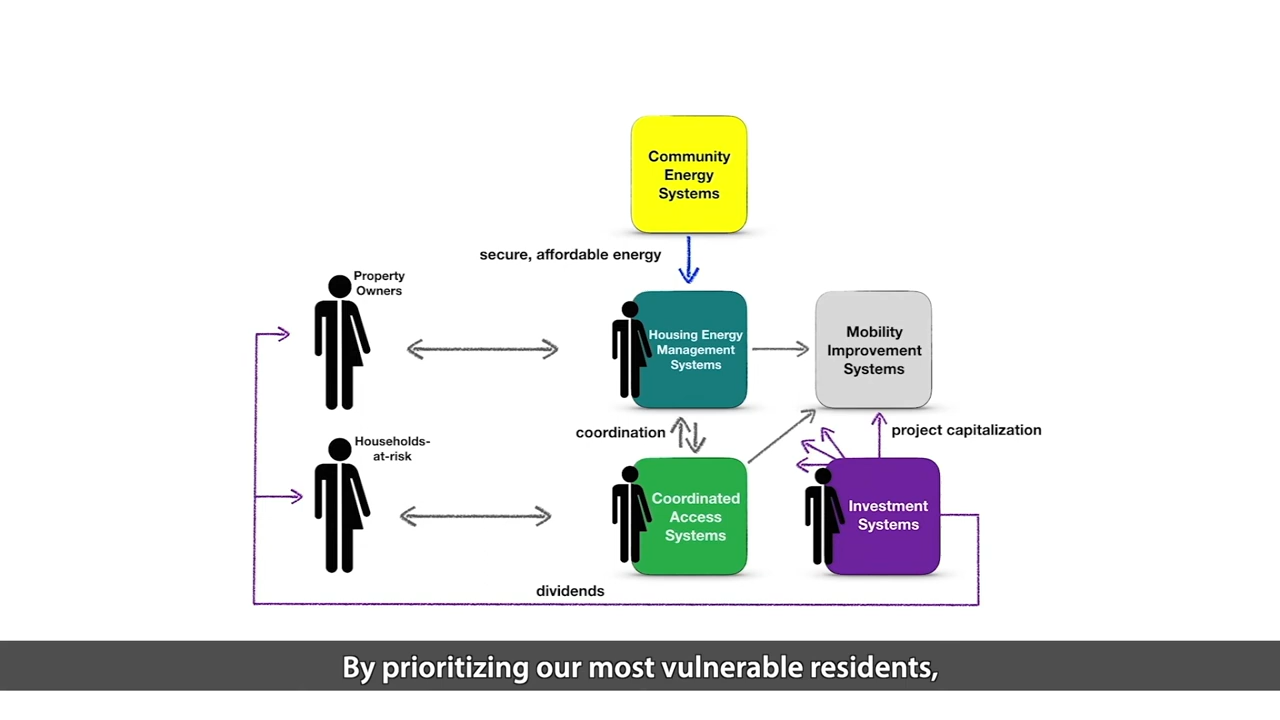 Community
Energy
Systems
secure, affordable energy
Property
Owners
Housing Energy
Management
Systems
Mobility
Improvement
Systems
coordination
project capitalization
Households-
at-risk
Coordinated
Access
Systems
Investment
Systems
dividends
By prioritizing our most vulnerable residents,